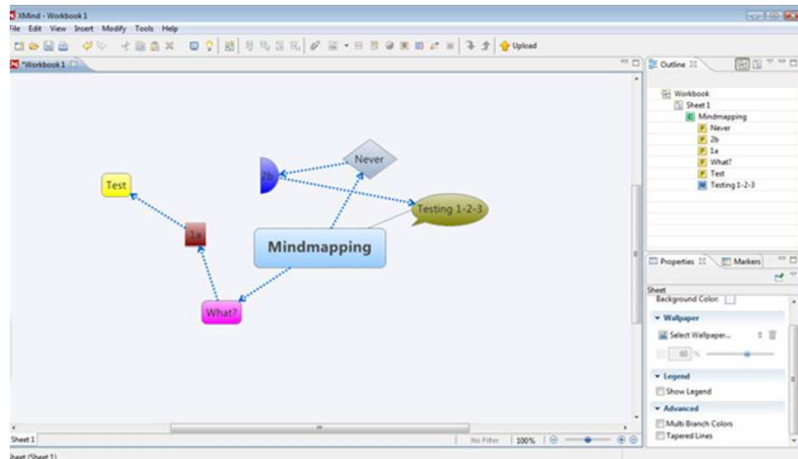 XMind - Workbook 1
File Edit View Insert Modify Tools Help
Upload
*Workbook 1
Never
2b
Test
Testing 1-2-3
1a
Mindmapping
What?
Sheet 1
No Filter 100%
Sheet (Sheet 1)
Outline
Workbook
Sheet 1
C Mindmapping
F Never
F 2b
F 1a
F What?
F Test
M Testing 1-2-3
Properties Markers
Sheet
Background Color:
Wallpaper
Select Wallpaper...
60 %
Legend
Show Legend
Advanced
Multi Branch Colors
Tapered Lines